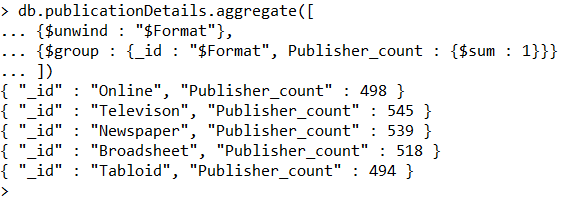 > db.publicationDetails.aggregate([
... {$unwind : "$Format"},
... {$group : {_id : "$Format", Publisher_count : {$sum : 1}}}
... ])
{ "_id" : "Online", "Publisher_count" : 498 }
{ "_id" : "Televison", "Publisher_count" : 545 }
{ "_id" : "Newspaper", "Publisher_count" : 539 }
{ "_id" : "Broadsheet", "Publisher_count" : 518 }
{ "_id" : "Tabloid", "Publisher_count" : 494 }
>